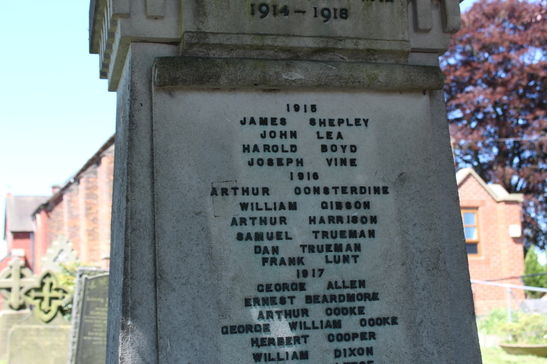 1914-1918
1915
JAMES SHEPLEY
JOHN LEA
HAROLD BOYD
JOSEPH VINE
1916
ARTHUR CONSTERDINE
WILLIAM GIBSON
ARTHUR HARRISON
SAMUEL TRUEMAN
DAN TRUEMAN
FRANK LUNT
1917
GEORGE ALLEN
ERNEST BEARDMORE
ARTHUR COOKE
GEORGE WILLIAM COOKE
HERBERT COOPER
WILLIAM DIXON